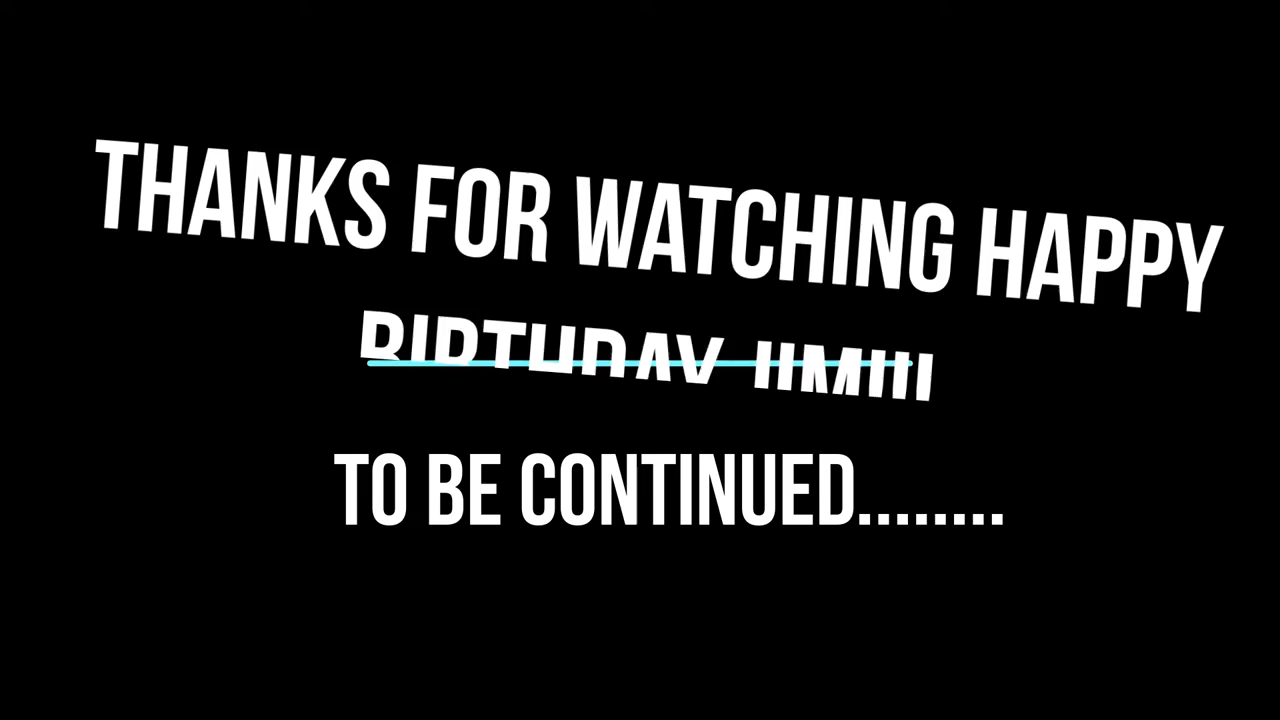 THANKS FOR WATCHING HAPPY
BIRTHDAY
TO BE CONTINUED........